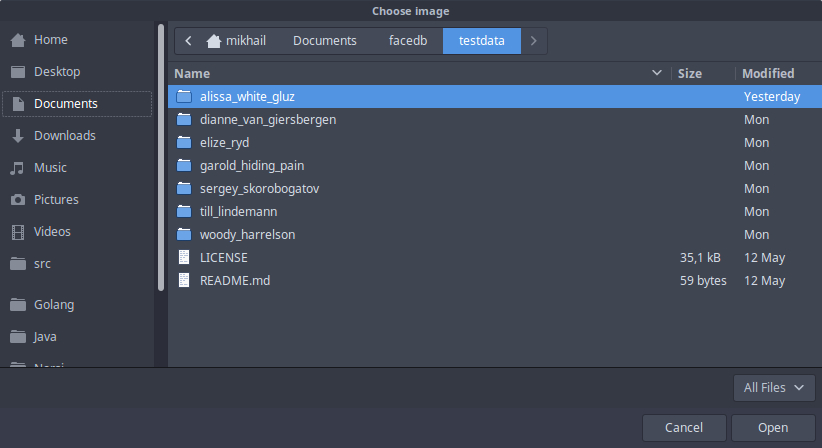 Choose image
Home
Desktop
Documents
Downloads
Music
Pictures
Videos
src
Golang
Java
mikhail Documents facedb testdata
Name Size Modified
alissa_white_gluz Yesterday
dianne_van_giersbergen Mon
elize_ryd Mon
garold_hiding_pain Mon
sergey_skorobogatov Mon
till_lindemann Mon
woody_harrelson Mon
LICENSE 35,1 kB 12 May
README.md 59 bytes 12 May
All Files
Cancel Open